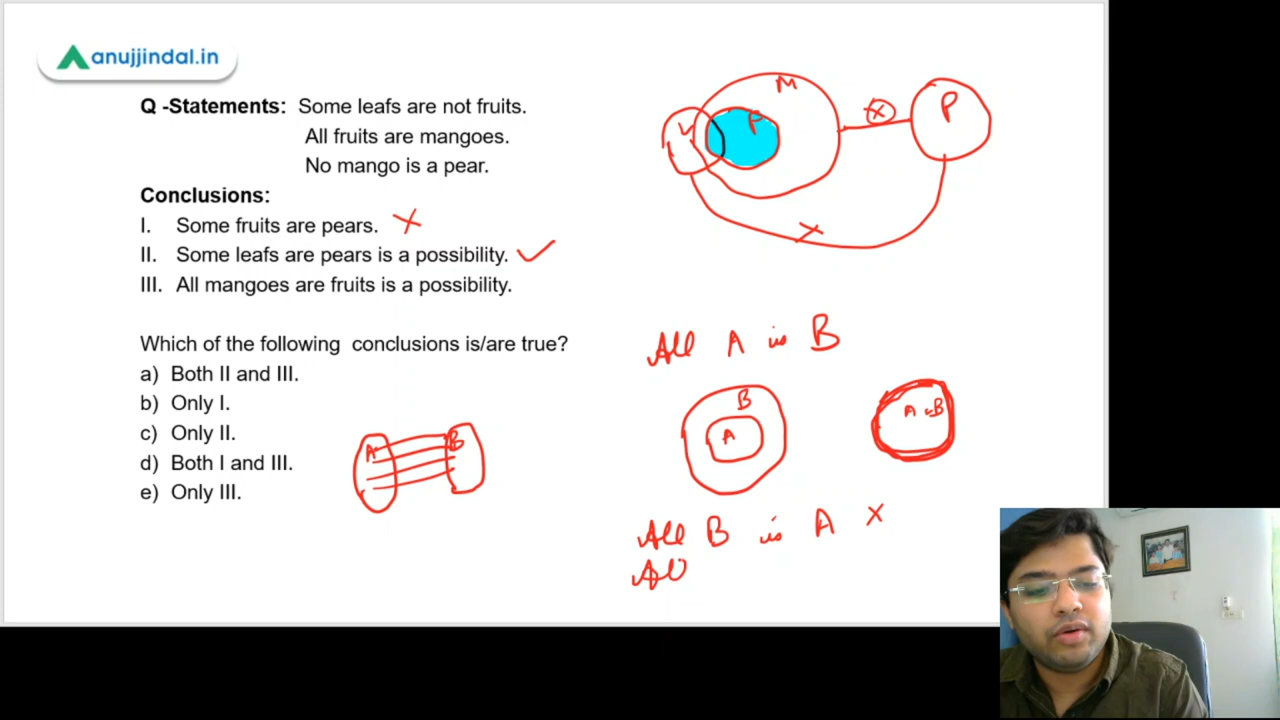 anujjindal.in
Q -Statements: Some leafs are not fruits.
All fruits are mangoes.
No mango is a pear.
Conclusions:
I. Some fruits are pears. ✗
II. Some leafs are pears is a possibility. ✓
III. All mangoes are fruits is a possibility.
Which of the following conclusions is/are true?
a) Both II and III.
b) Only I.
c) Only II.
d) Both I and III.
e) Only III.
M
L
F
x
P
x
All A is B
B
A
A B
A
B
All B is A x
All